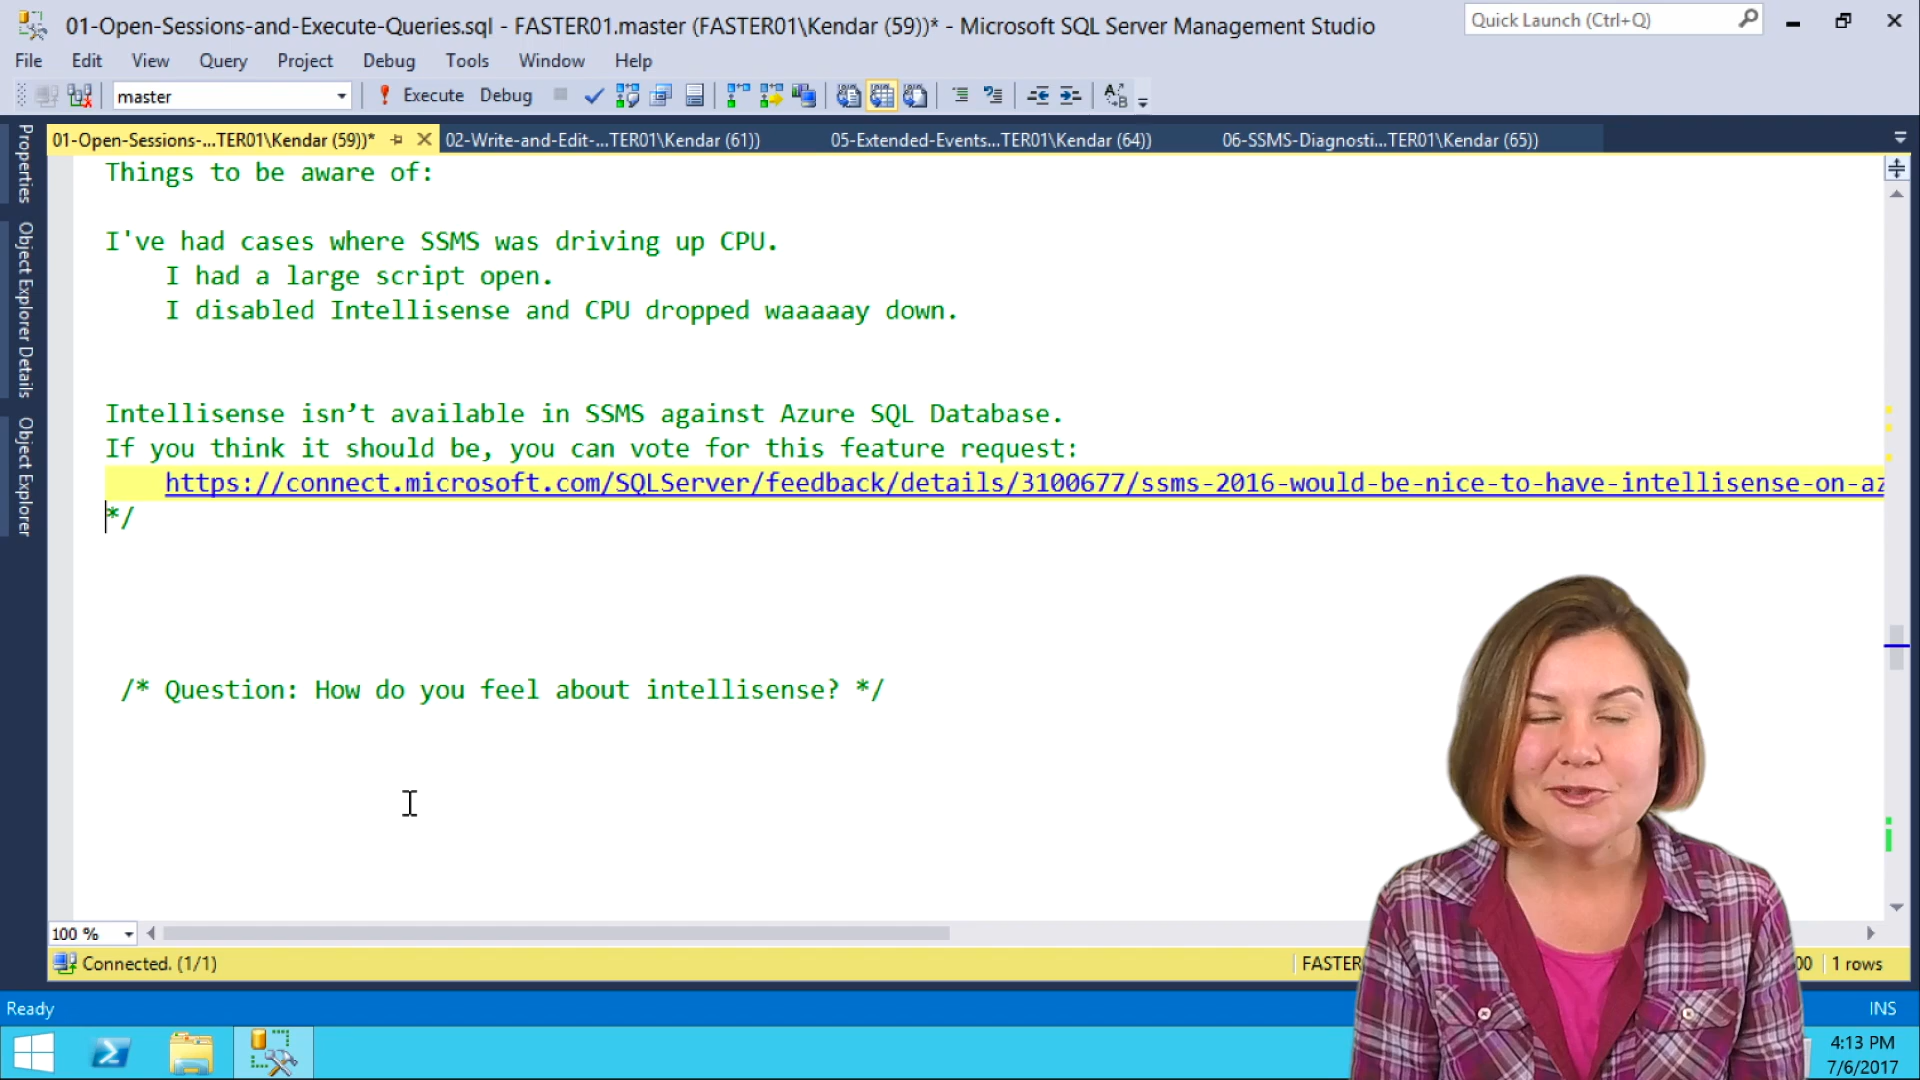 01-Open-Sessions-and-Execute-Queries.sql - FASTER01.master (FASTER01\Kendar (59))* - Microsoft SQL Server Management Studio
Quick Launch (Ctrl+Q)
File Edit View Query Project Debug Tools Window Help
master Execute Debug
01-Open-Sessions-...TER01\Kendar (59))* 02-Write-and-Edit-...TER01\Kendar (61)) 05-Extended-Events...TER01\Kendar (64)) 06-SSMS-Diagnosti...TER01\Kendar (65))
Properties
Object Explorer Details
Object Explorer
Things to be aware of:
I've had cases where SSMS was driving up CPU.
I had a large script open.
I disabled Intellisense and CPU dropped waaaaay down.
Intellisense isn’t available in SSMS against Azure SQL Database.
If you think it should be, you can vote for this feature request:
https://connect.microsoft.com/SQLServer/feedback/details/3100677/ssms-2016-would-be-nice-to-have-intellisense-on-az
*/
/* Question: How do you feel about intellisense? */
100 %
Connected. (1/1) FASTER 00 1 rows
Ready INS
4:13 PM
7/6/2017